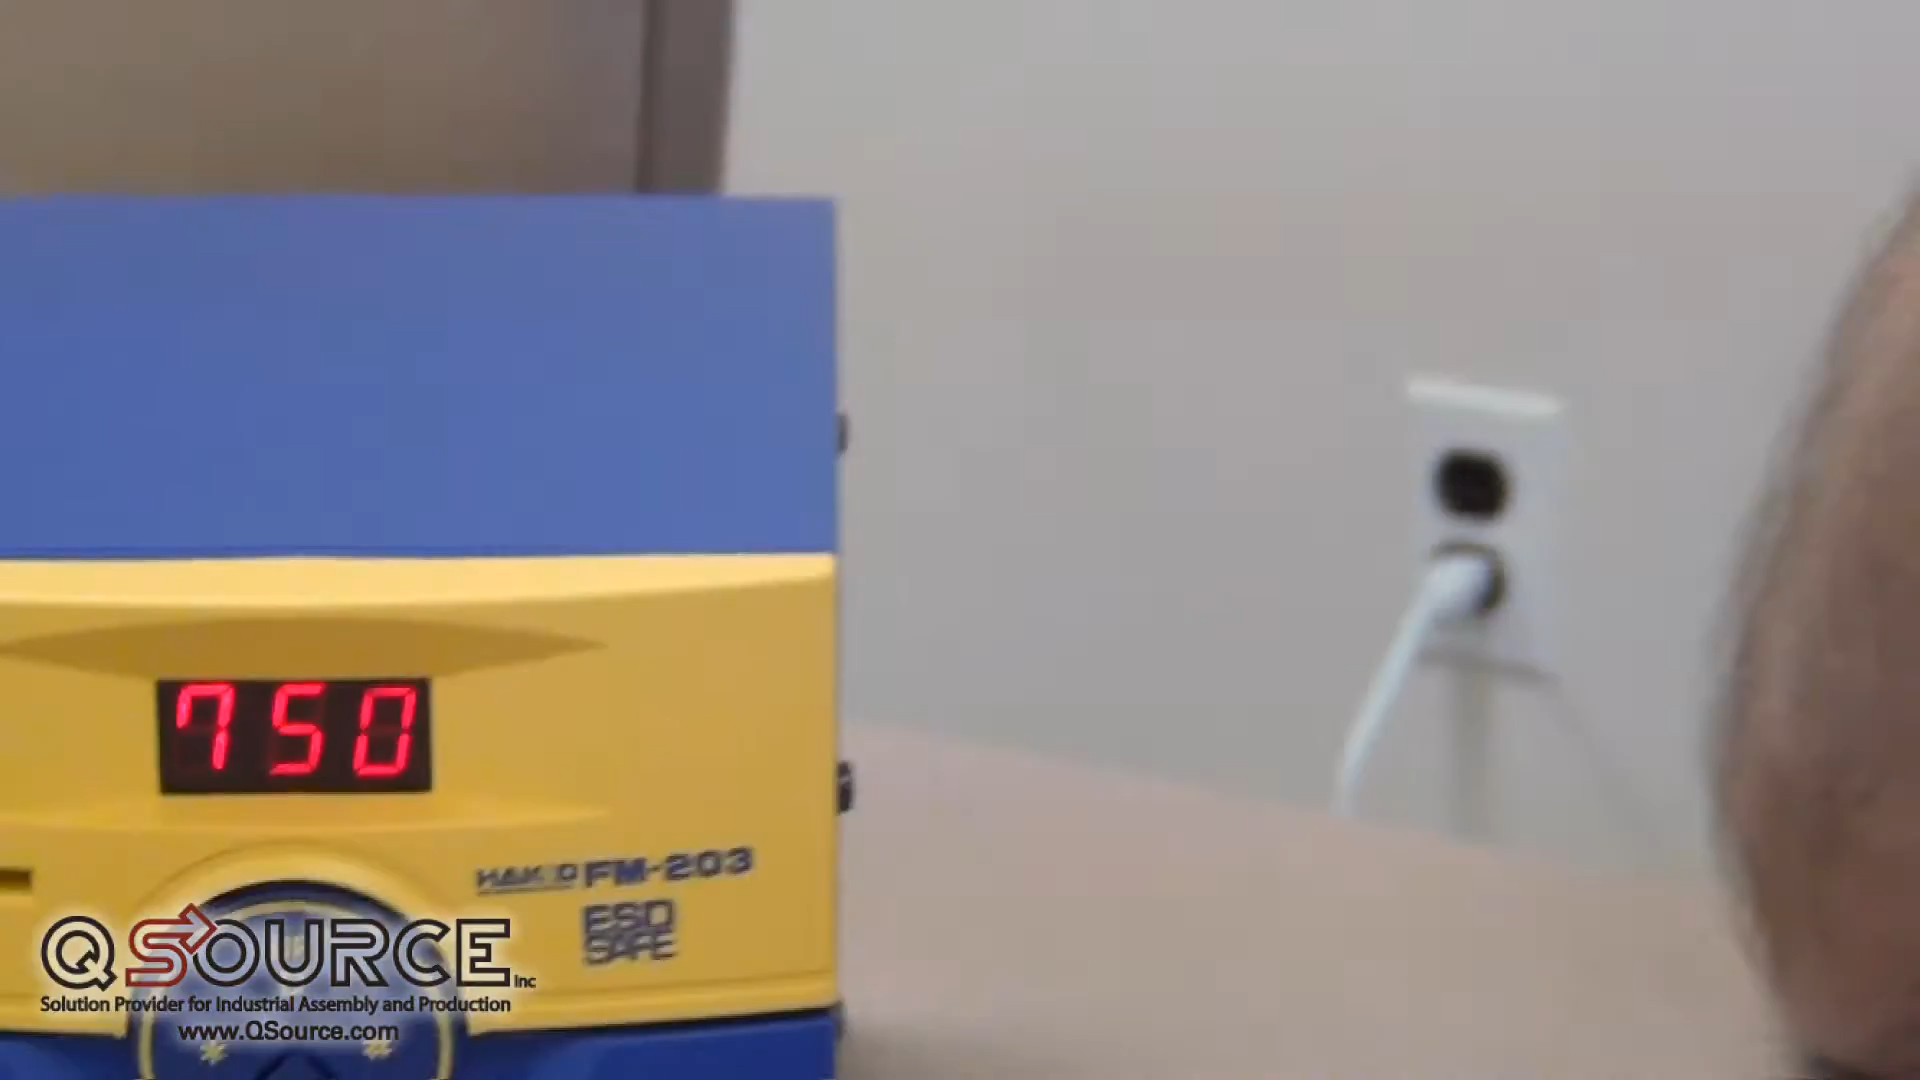 750
HAKKO FM-203
ESD
SAFE
QSOURCE Inc
Solution Provider for Industrial Assembly and Production
www.QSource.com